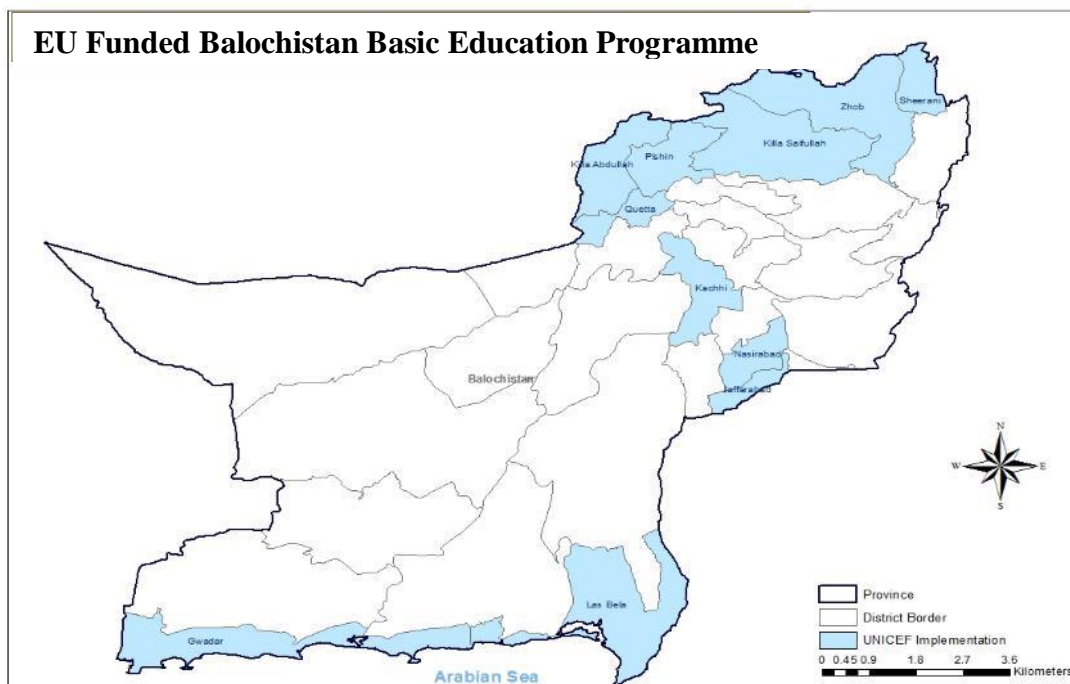 EU Funded Balochistan Basic Education Programme
Zhob
Sheerani
Killa Saifullah
Pishin
Killa Abdullah
Quetta
Kachhi
Nasirabad
Balochistan
Jaffarabad
N
W E
S
Las Bela
Gwadar
Arabian Sea
Province
District Border
UNICEF Implementation
0 0.45 0.9 1.8 2.7 3.6
Kilometers